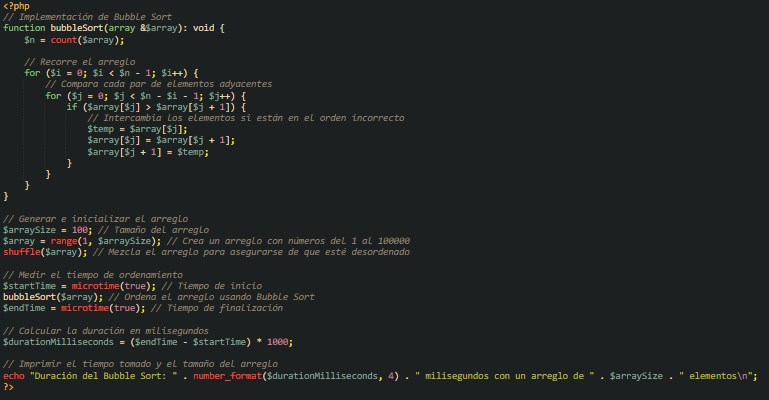 <?php
// Implementación de Bubble Sort
function bubbleSort(array &$array): void {
    $n = count($array);

    // Recorre el arreglo
    for ($i = 0; $i < $n - 1; $i++) {
        // Compara cada par de elementos adyacentes
        for ($j = 0; $j < $n - $i - 1; $j++) {
            if ($array[$j] > $array[$j + 1]) {
                // Intercambia los elementos si están en el orden incorrecto
                $temp = $array[$j];
                $array[$j] = $array[$j + 1];
                $array[$j + 1] = $temp;
            }
        }
    }
}

// Generar e inicializar el arreglo
$arraySize = 100; // Tamaño del arreglo
$array = range(1, $arraySize); // Crea un arreglo con números del 1 al 100000
shuffle($array); // Mezcla el arreglo para asegurarse de que esté desordenado

// Medir el tiempo de ordenamiento
$startTime = microtime(true); // Tiempo de inicio
bubbleSort($array); // Ordena el arreglo usando Bubble Sort
$endTime = microtime(true); // Tiempo de finalización

// Calcular la duración en milisegundos
$durationMilliseconds = ($endTime - $startTime) * 1000;

// Imprimir el tiempo tomado y el tamaño del arreglo
echo "Duración del Bubble Sort: " . number_format($durationMilliseconds, 4) . " milisegundos con un arreglo de " . $arraySize . " elementos\n";
?>